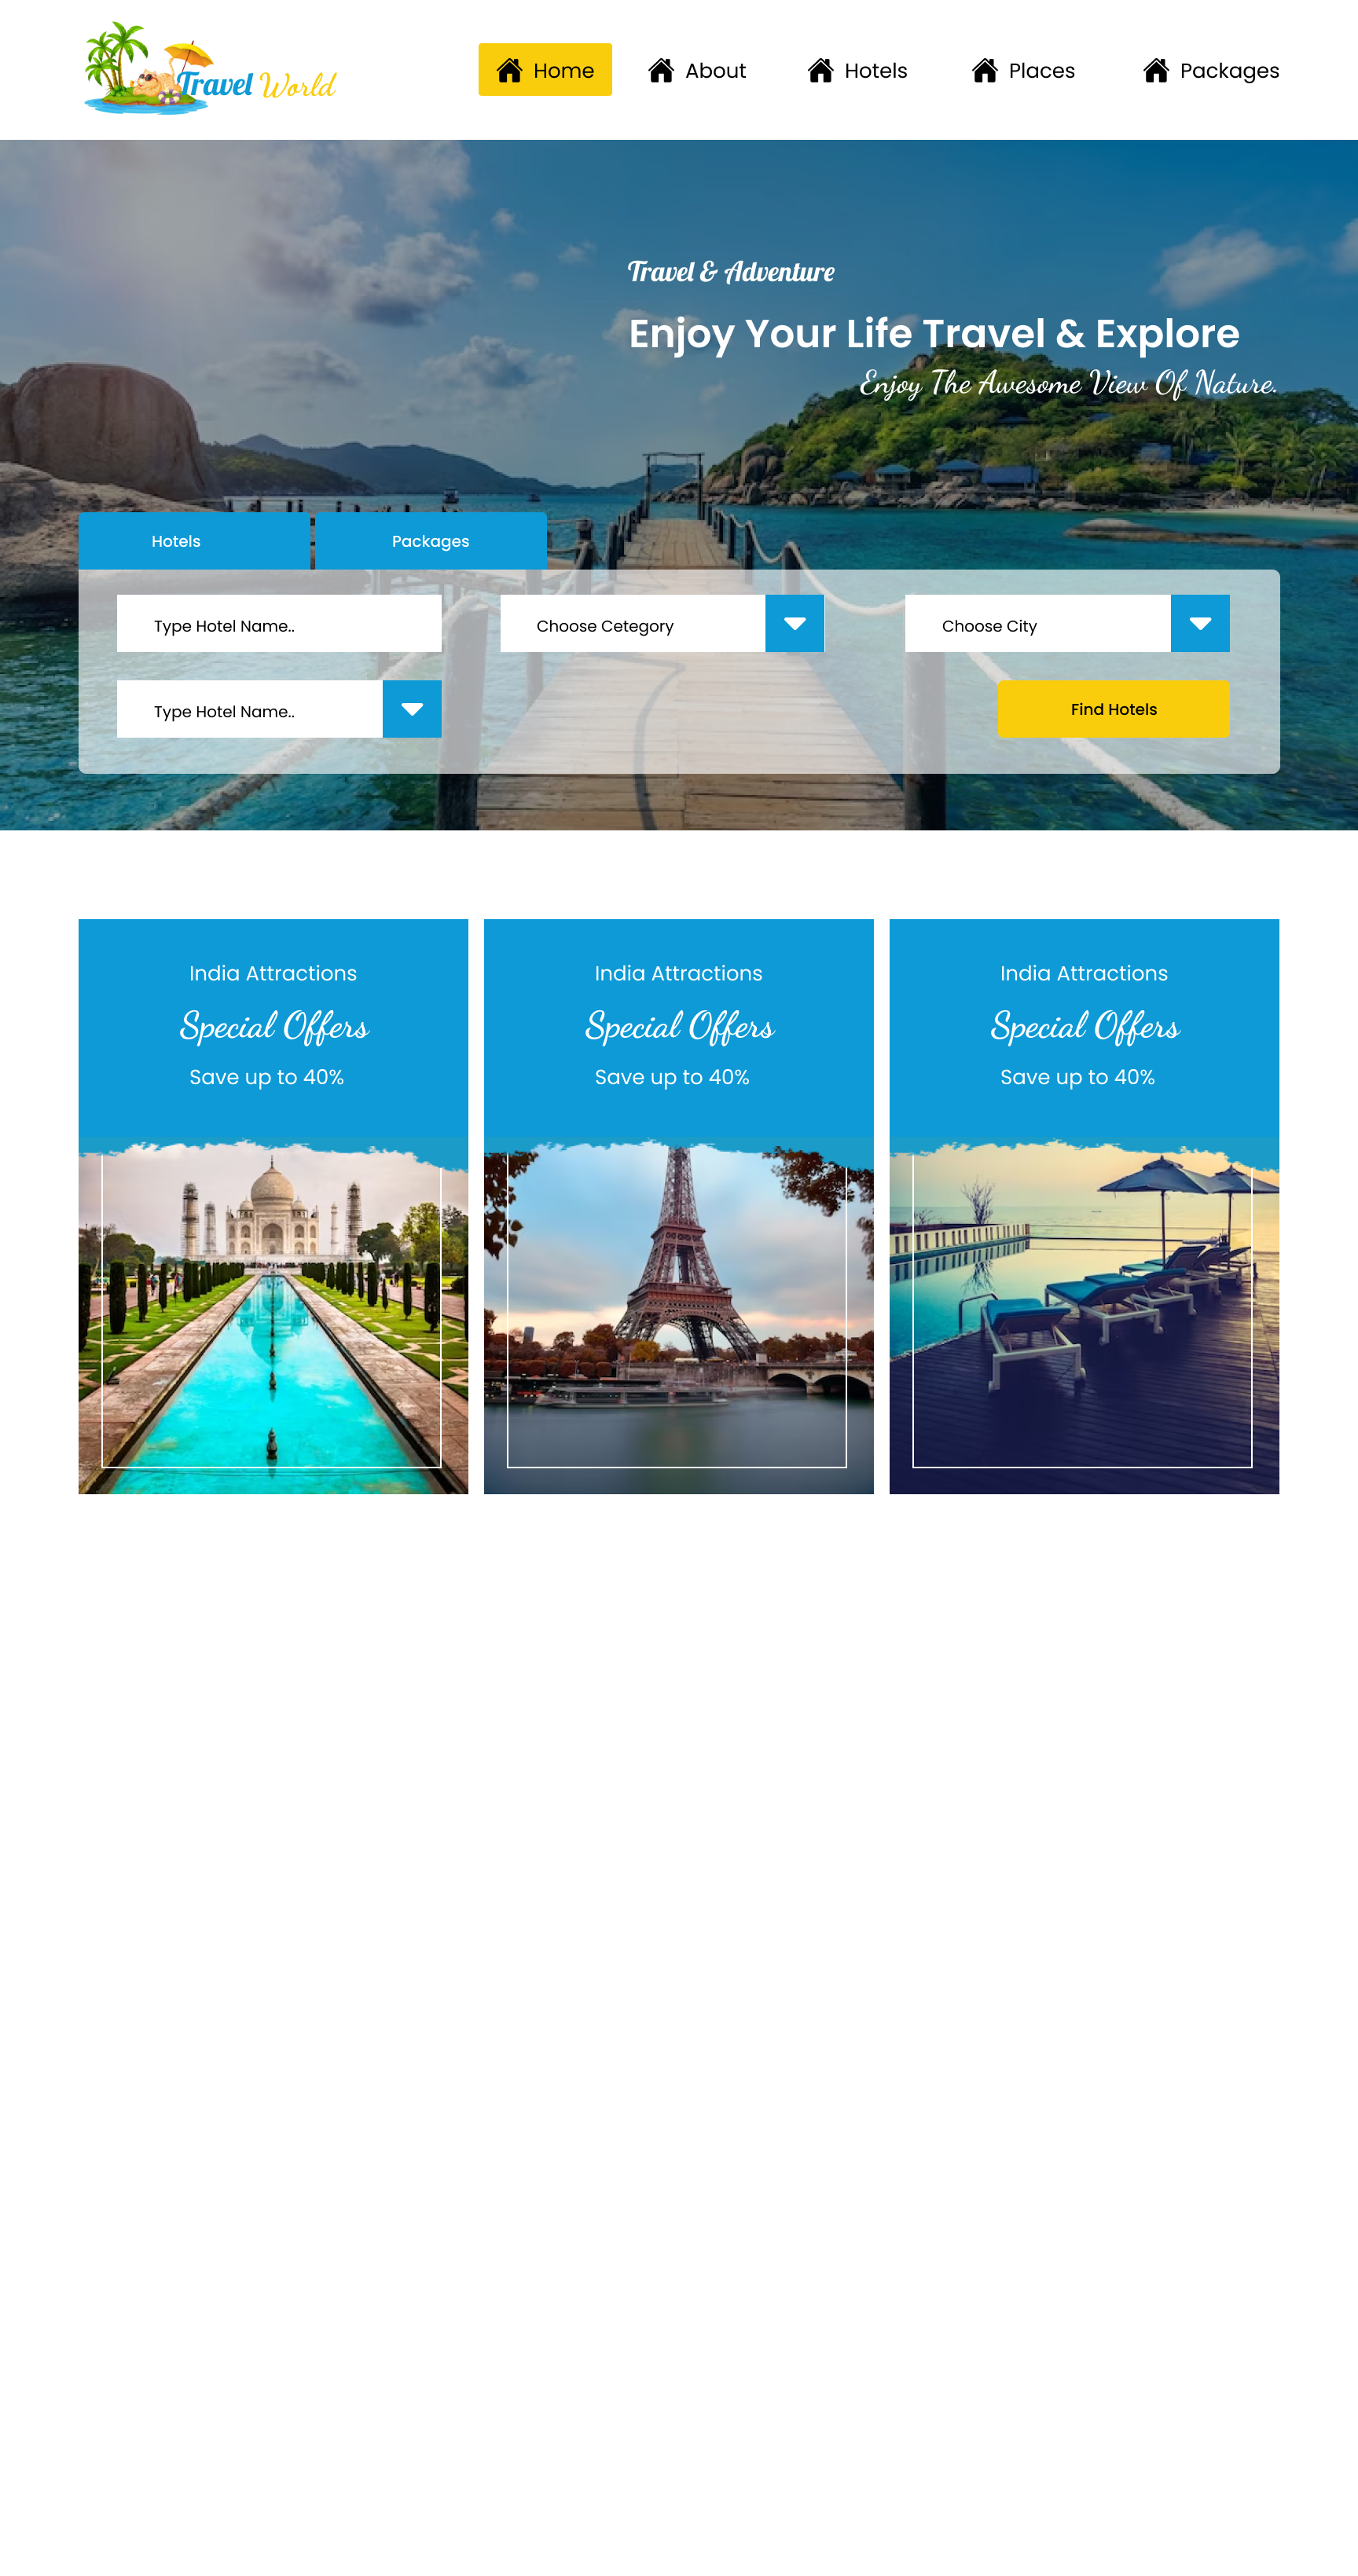 Travel World
Home About Hotels Places Packages
Travel & Adventure
Enjoy Your Life Travel & Explore
Enjoy The Awesome View Of Nature.
Hotels Packages
Type Hotel Name.. Choose Cetegory Choose City
Type Hotel Name.. Find Hotels
India Attractions
Special Offers
Save up to 40%
India Attractions
Special Offers
Save up to 40%
India Attractions
Special Offers
Save up to 40%